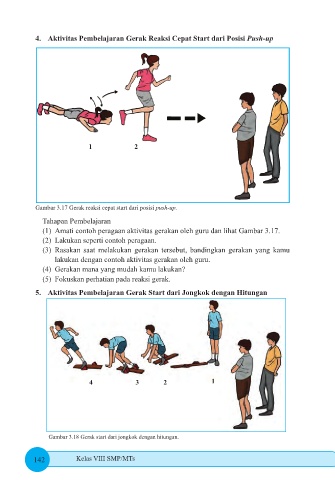 4. Aktivitas Pembelajaran Gerak Reaksi Cepat Start dari Posisi Push-up
1 2
Gambar 3.17 Gerak reaksi cepat start dari posisi push-up.
Tahapan Pembelajaran
(1) Amati contoh peragaan aktivitas gerakan oleh guru dan lihat Gambar 3.17.
(2) Lakukan seperti contoh peragaan.
(3) Rasakan saat melakukan gerakan tersebut, bandingkan gerakan yang kamu
lakukan dengan contoh aktivitas gerakan oleh guru.
(4) Gerakan mana yang mudah kamu lakukan?
(5) Fokuskan perhatian pada reaksi gerak.
5. Aktivitas Pembelajaran Gerak Start dari Jongkok dengan Hitungan
4 3 2 1
Gambar 3.18 Gerak start dari jongkok dengan hitungan.
142 Kelas VIII SMP/MTs